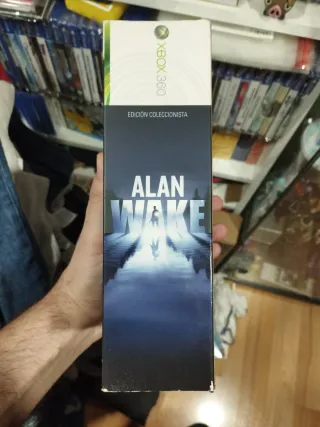 XBOX 360
EDICIÓN COLECCIONISTA
ALAN
WAKE